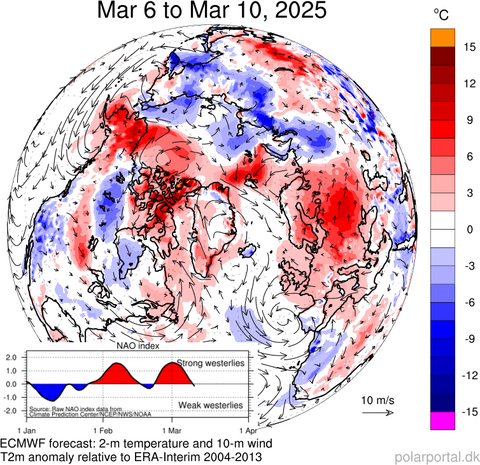 Mar 6 to Mar 10, 2025
°C
15
12
9
6
3
0
-3
-6
-9
-12
-15
10 m/s
NAO index
2.0
1.0
0.0
-1.0
-2.0
Strong westerlies
Weak westerlies
Source: Raw NAO index data from
Climate Prediction Center/NCEP/NWS/NOAA
1 Jan 1 Feb 1 Mar 1 Apr
ECMWF forecast: 2-m temperature and 10-m wind
T2m anomaly relative to ERA-Interim 2004-2013
polarportal.dk